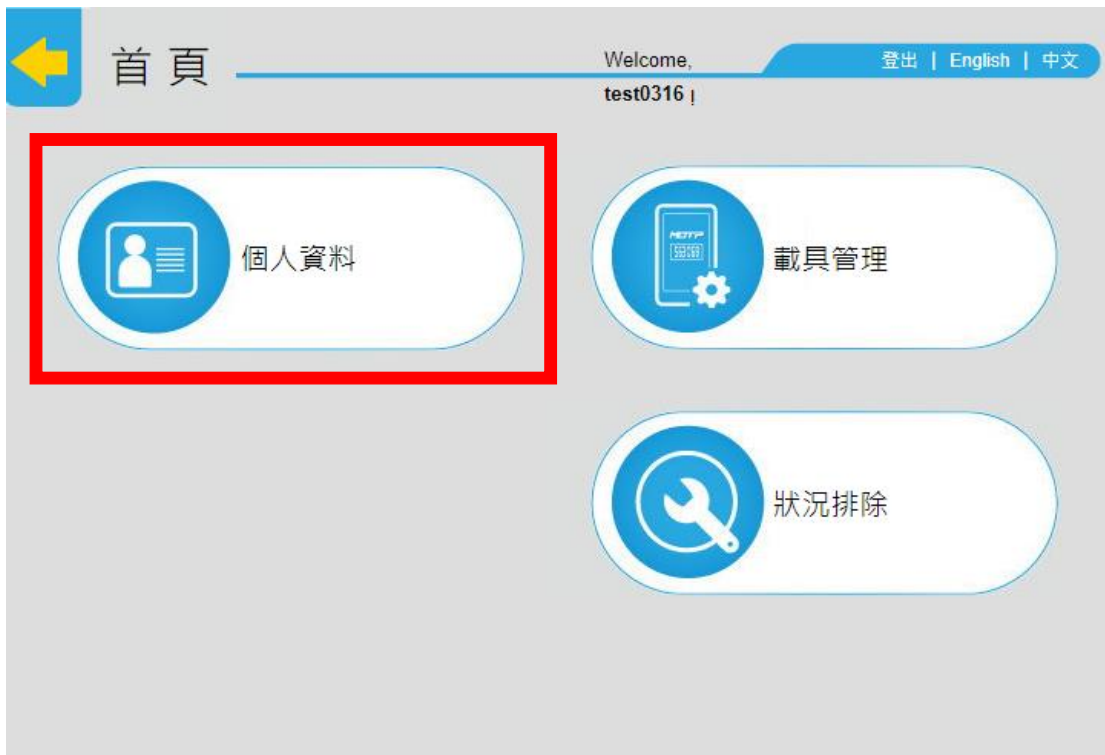 首頁
Welcome,
登出 | English | 中文
test0316 !
個人資料
MOTP
載具管理
狀況排除